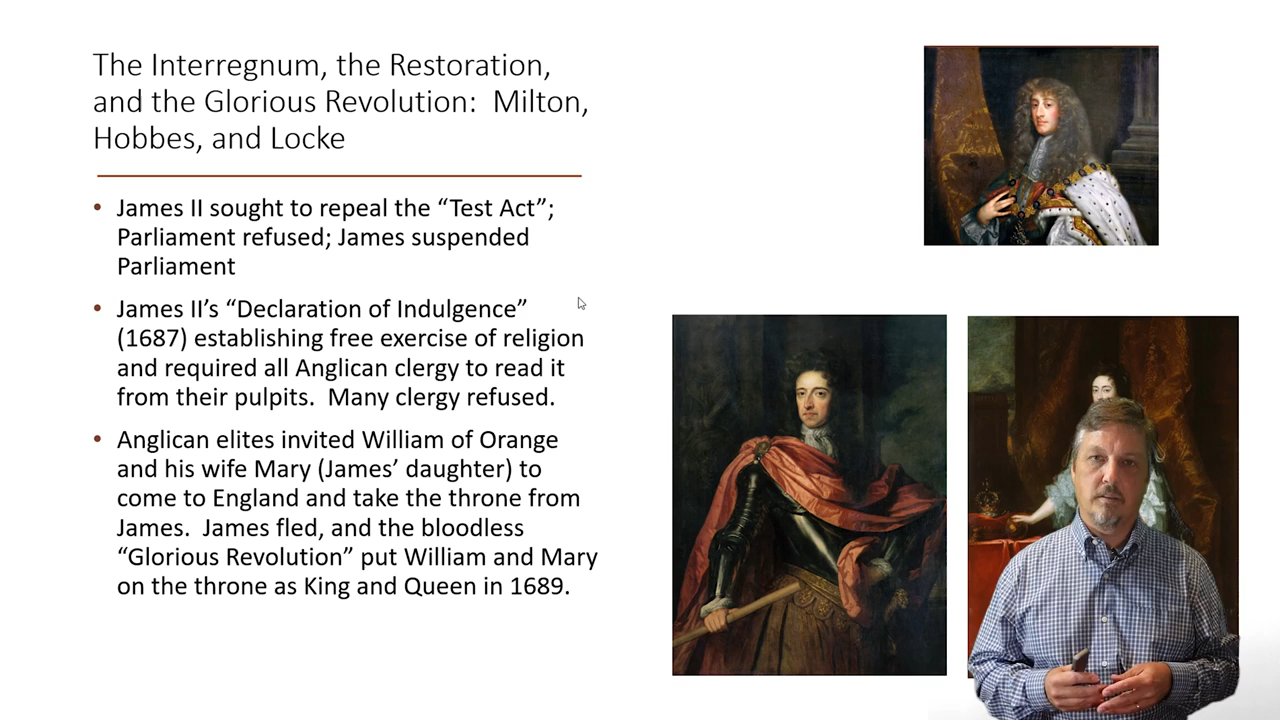 The Interregnum, the Restoration,
and the Glorious Revolution:  Milton,
Hobbes, and Locke
• James II sought to repeal the “Test Act”;
Parliament refused; James suspended
Parliament
• James II’s “Declaration of Indulgence”
(1687) establishing free exercise of religion
and required all Anglican clergy to read it
from their pulpits.  Many clergy refused.
• Anglican elites invited William of Orange
and his wife Mary (James’ daughter) to
come to England and take the throne from
James.  James fled, and the bloodless
“Glorious Revolution” put William and Mary
on the throne as King and Queen in 1689.